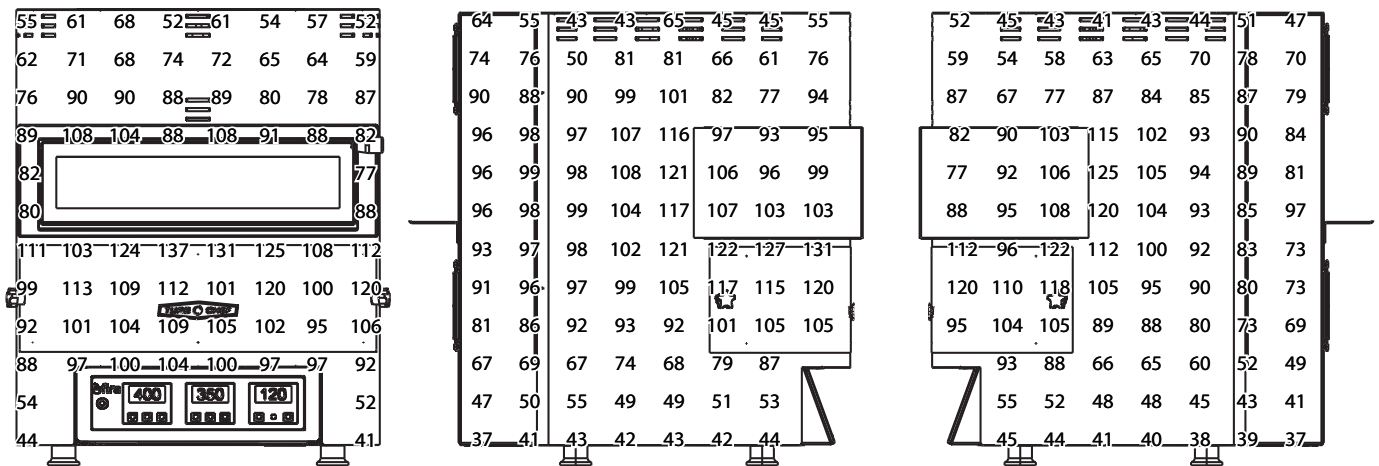 55 61 68 52 61 54 57 52 64 55 43 43 65 45 45 55 52 45 43 41 43 44 51 47
62 71 68 74 72 65 64 59 74 76 50 81 81 66 61 76 59 54 58 63 65 70 78 70
76 90 90 88 89 80 78 87 90 88 90 99 101 82 77 94 87 67 77 87 84 85 87 79
89 108 104 88 108 91 88 82 96 98 97 107 116 97 93 95 82 90 103 115 102 93 90 84
82 77 96 99 98 108 121 106 96 99 77 92 106 125 105 94 89 81
80 88 96 98 99 104 117 107 103 103 88 95 108 120 104 93 85 97
111 103 124 137 131 125 108 112 93 97 98 102 121 122 127 131 112 96 122 112 100 92 83 73
99 113 109 112 101 120 100 120 91 96 97 99 105 117 115 120 120 110 118 105 95 90 80 73
TURBOCHEF
92 101 104 109 105 102 95 106 81 86 92 93 92 101 105 105 95 104 105 89 88 80 73 69
88 97 100 104 100 97 97 92 67 69 67 74 68 79 87 93 88 66 65 60 52 49
fira 400 350 120
54 52 47 50 55 49 49 51 53 55 52 48 48 45 43 41
44 41 37 41 43 42 43 42 44 45 44 41 40 38 39 37